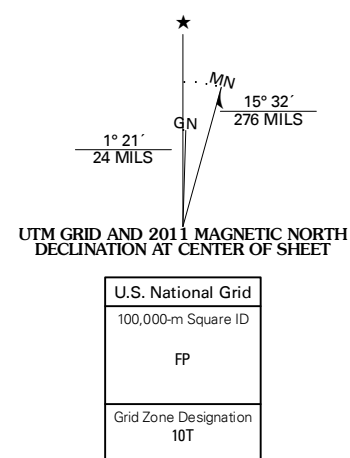 ★
MN
GN
15° 32´
276 MILS
1° 21´
24 MILS
UTM GRID AND 2011 MAGNETIC NORTH
DECLINATION AT CENTER OF SHEET
U.S. National Grid
100,000-m Square ID
FP
Grid Zone Designation
10T